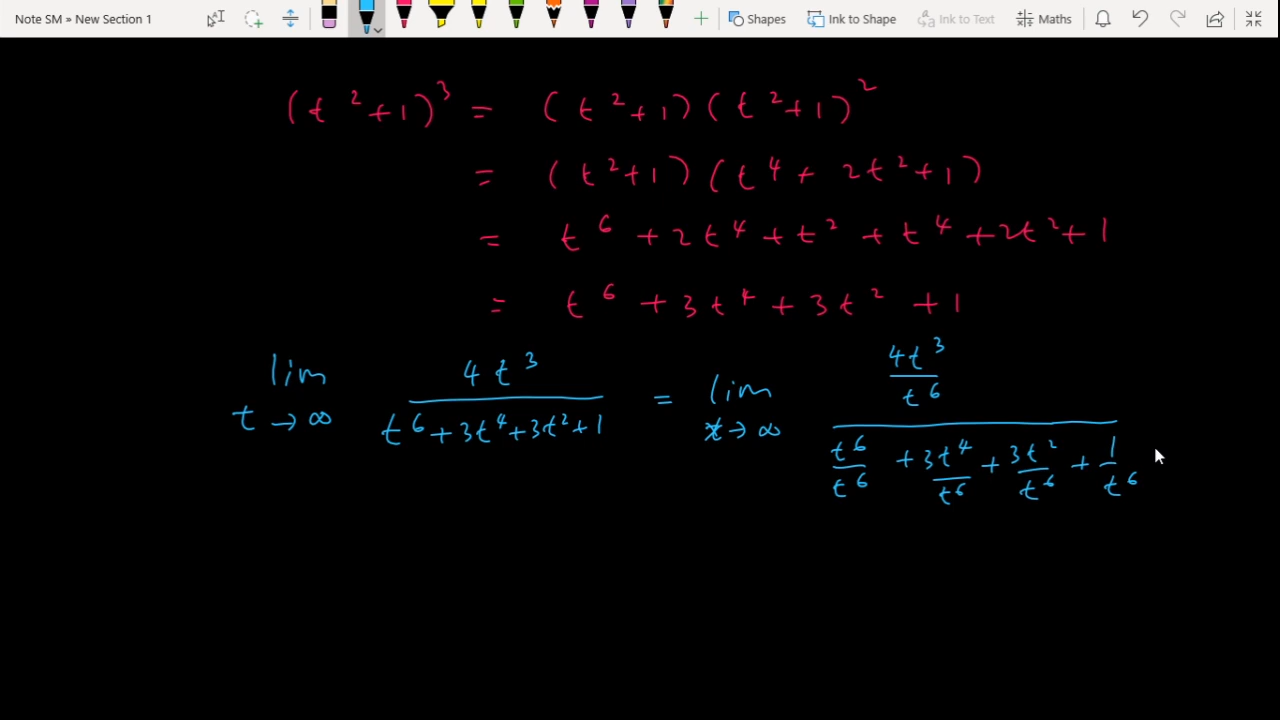 Note SM » New Section 1
Shapes Ink to Shape Ink to Text Maths
(t²+1)³ = (t²+1)(t²+1)²
= (t²+1)(t⁴+2t²+1)
= t⁶+2t⁴+t²+t⁴+2t²+1
= t⁶+3t⁴+3t²+1
lim t→∞ 4t³/(t⁶+3t⁴+3t²+1) = lim t→∞ (4t³/t⁶)/(t⁶/t⁶+3t⁴/t⁶+3t²/t⁶+1/t⁶)